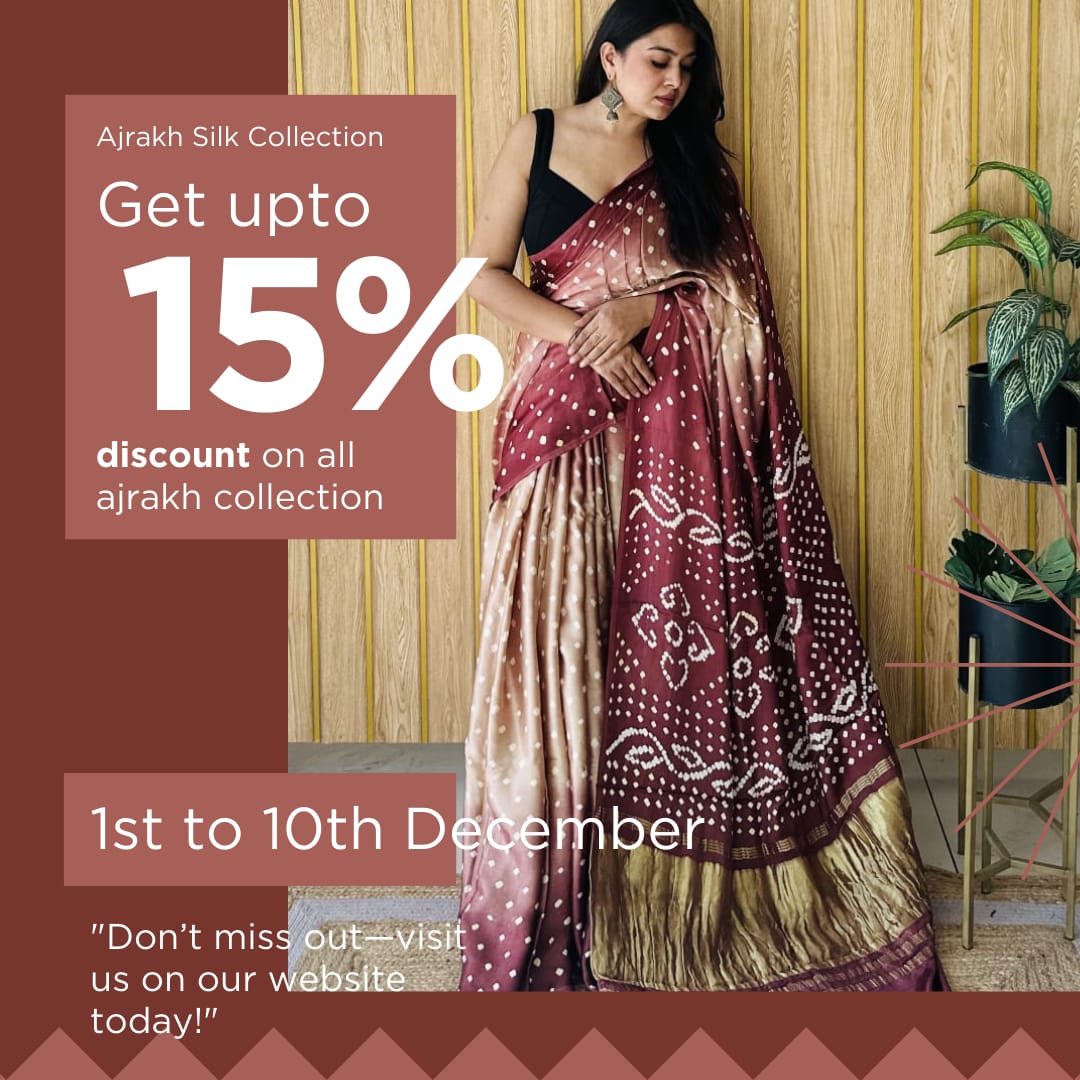 Ajrakh Silk Collection
Get upto
15%
discount on all
ajrakh collection
1st to 10th December
"Don’t miss out—visit
us on our website
today!"